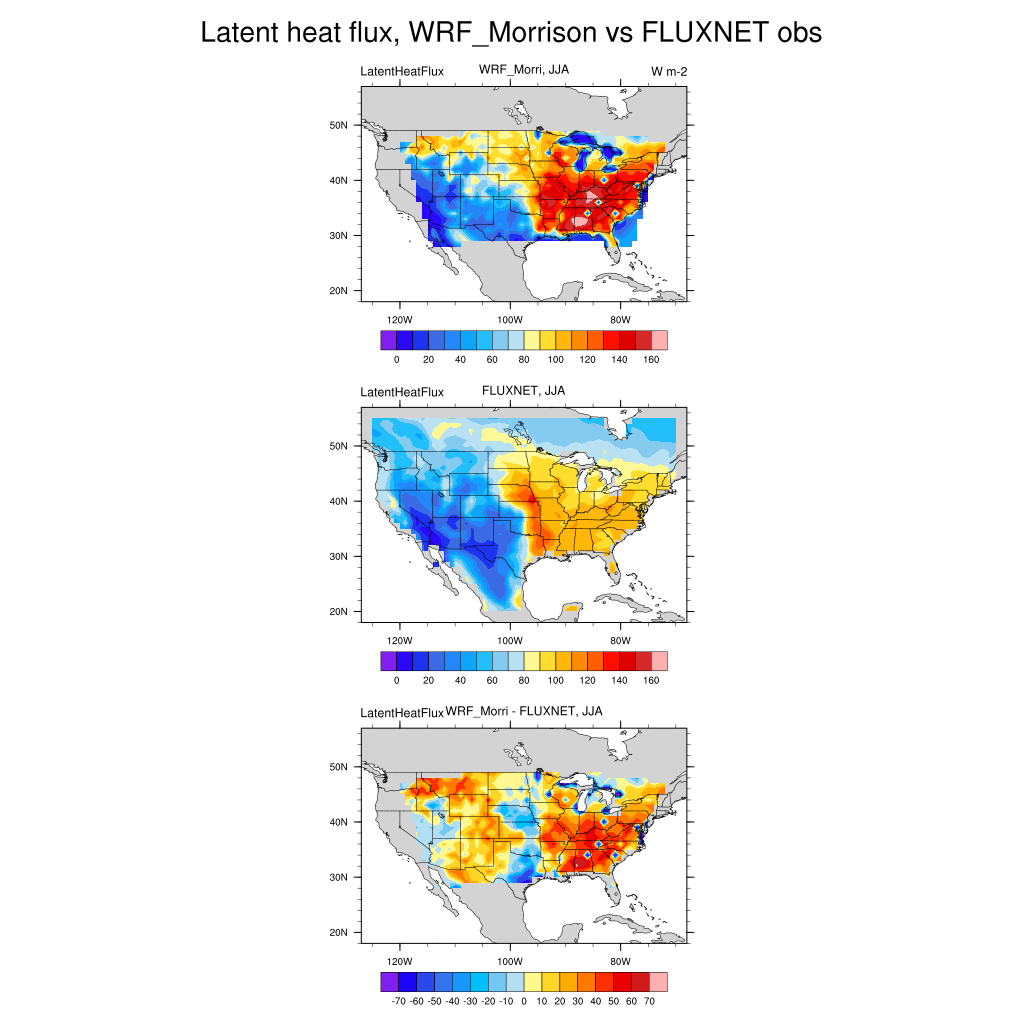 Latent heat flux, WRF_Morrison vs FLUXNET obs
LatentHeatFlux WRF_Morri, JJA W m-2
50N
40N
30N
20N
120W 100W 80W
0 20 40 60 80 100 120 140 160
LatentHeatFlux FLUXNET, JJA
50N
40N
30N
20N
120W 100W 80W
0 20 40 60 80 100 120 140 160
LatentHeatFlux WRF_Morri - FLUXNET, JJA
50N
40N
30N
20N
120W 100W 80W
-70 -60 -50 -40 -30 -20 -10 0 10 20 30 40 50 60 70